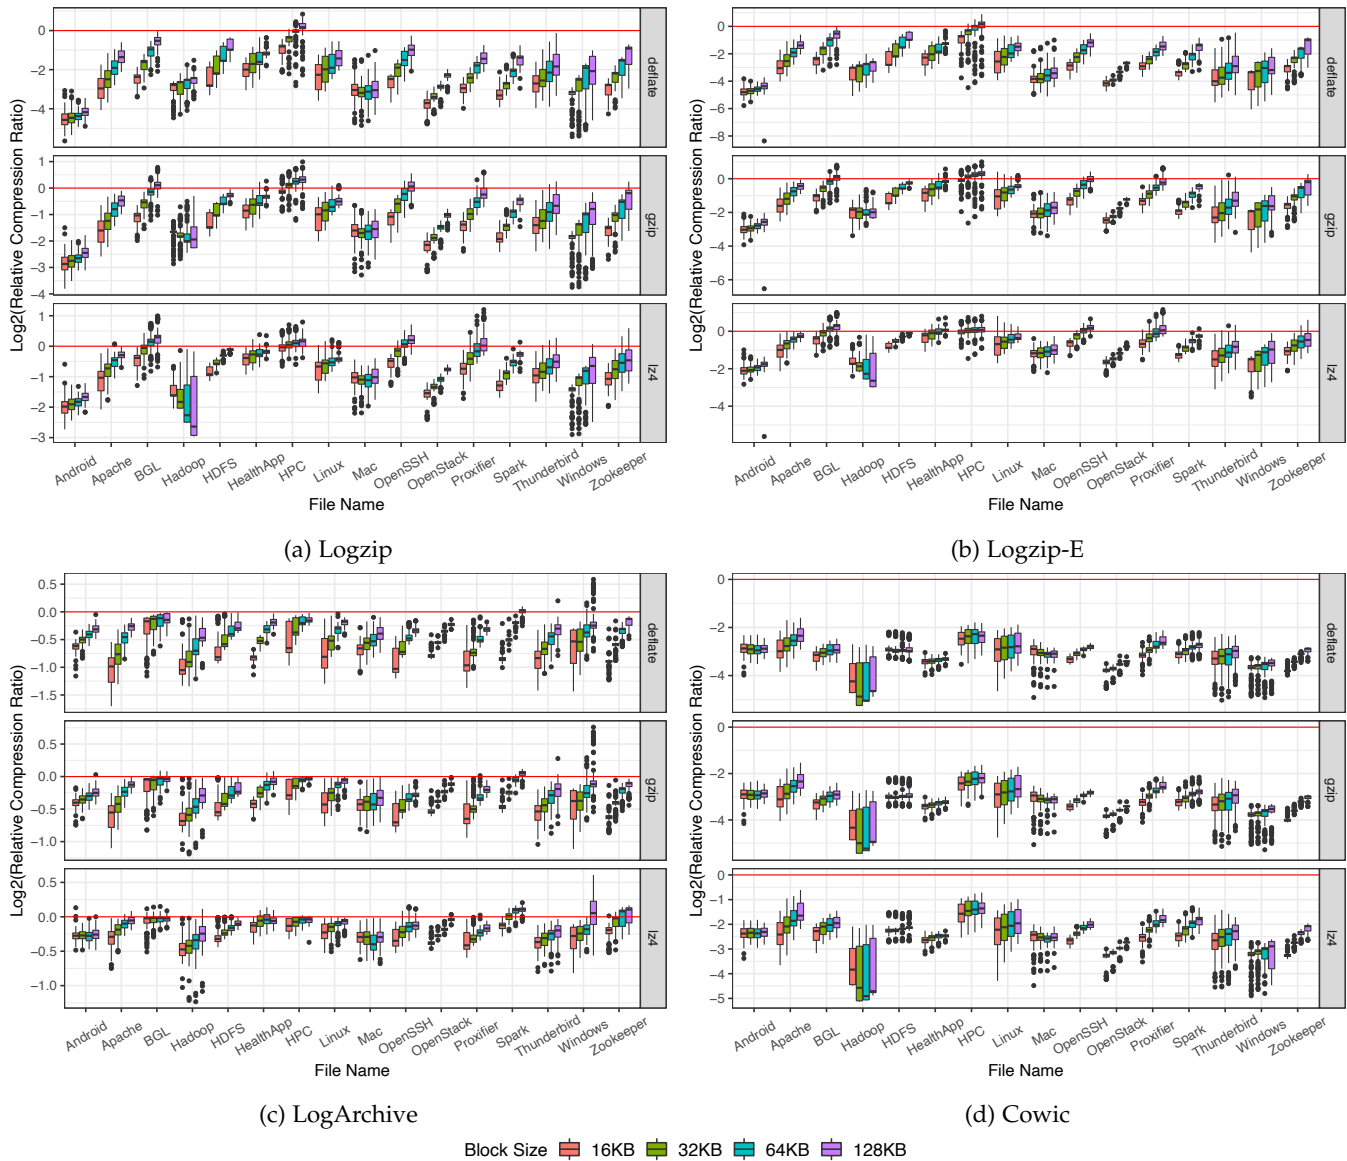 Log2(Relative Compression Ratio)
0
−2
−4
deflate
1
0
−1
−2
−3
−4
gzip
1
0
−1
−2
−3
lz4
Android
Apache
BGL
Hadoop
HDFS
HealthApp
HPC
Linux
Mac
OpenSSH
OpenStack
Proxifier
Spark
Thunderbird
Windows
Zookeeper
File Name
(a) Logzip
Log2(Relative Compression Ratio)
0
−2
−4
−6
−8
deflate
0
−2
−4
−6
gzip
0
−2
−4
lz4
Android
Apache
BGL
Hadoop
HDFS
HealthApp
HPC
Linux
Mac
OpenSSH
OpenStack
Proxifier
Spark
Thunderbird
Windows
Zookeeper
File Name
(b) Logzip-E
Log2(Relative Compression Ratio)
0.5
0.0
−0.5
−1.0
−1.5
deflate
0.5
0.0
−0.5
−1.0
gzip
0.5
0.0
−0.5
−1.0
lz4
Android
Apache
BGL
Hadoop
HDFS
HealthApp
HPC
Linux
Mac
OpenSSH
OpenStack
Proxifier
Spark
Thunderbird
Windows
Zookeeper
File Name
(c) LogArchive
Log2(Relative Compression Ratio)
0
−2
−4
deflate
0
−2
−4
gzip
0
−1
−2
−3
−4
−5
lz4
Android
Apache
BGL
Hadoop
HDFS
HealthApp
HPC
Linux
Mac
OpenSSH
OpenStack
Proxifier
Spark
Thunderbird
Windows
Zookeeper
File Name
(d) Cowic
Block Size 16KB 32KB 64KB 128KB